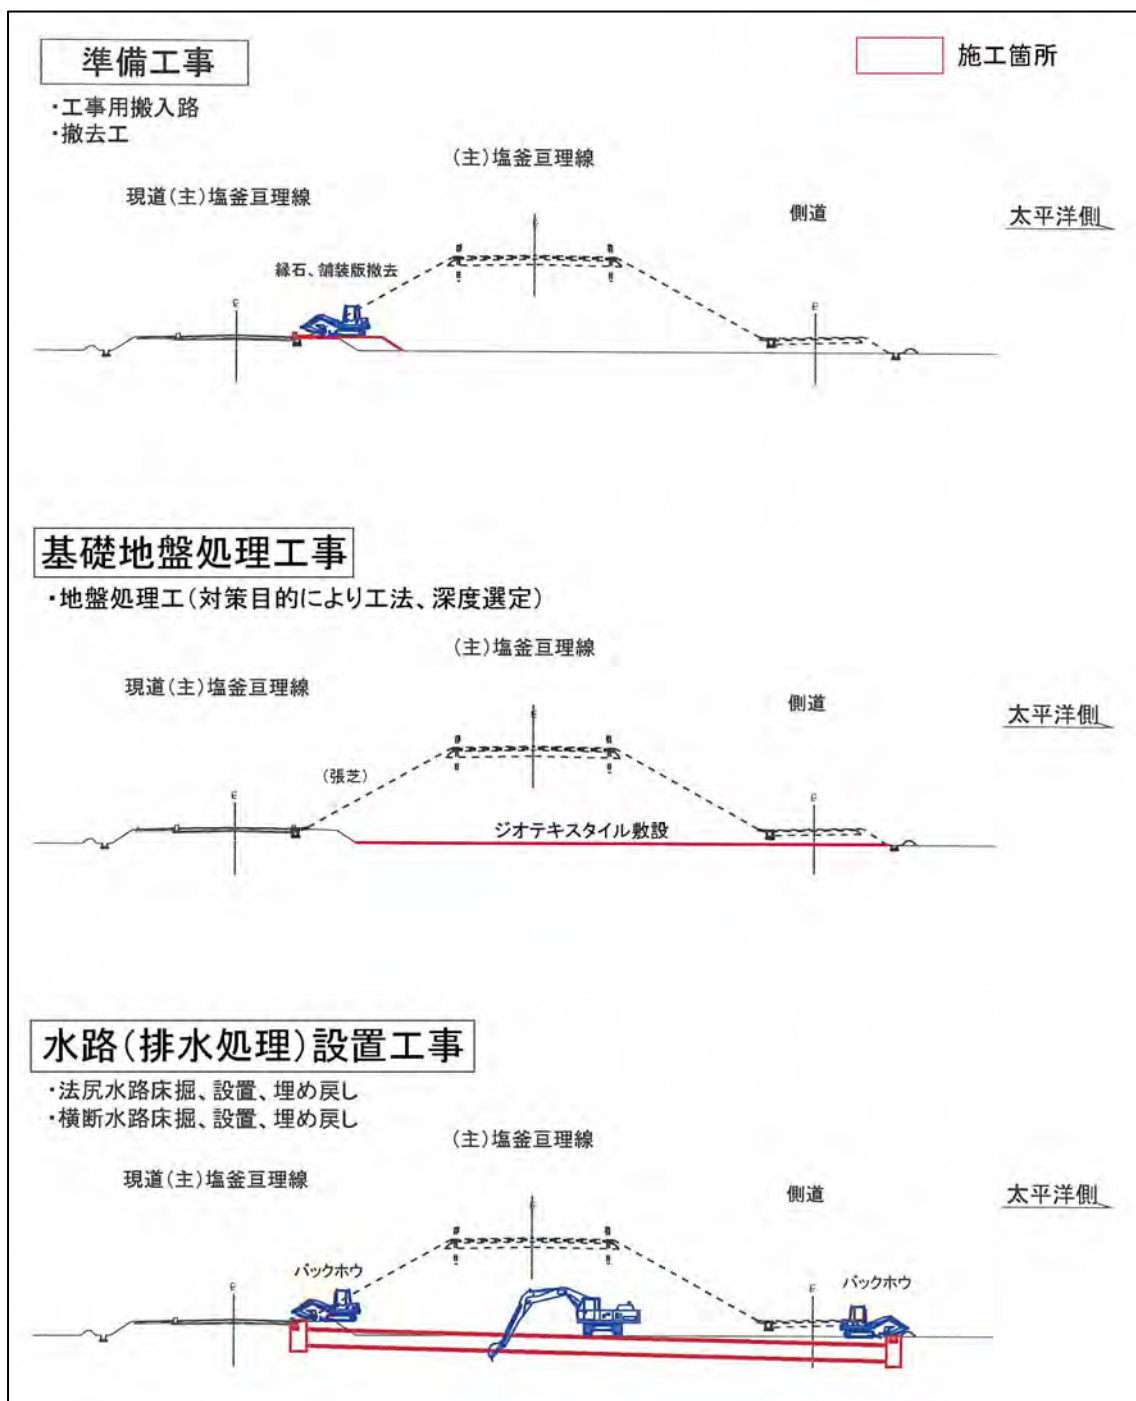 準備工事
施工箇所
・工事用搬入路
・撤去工
(主)塩釜亘理線
現道(主)塩釜亘理線
側道
太平洋側
縁石、舗装版撤去
基礎地盤処理工事
・地盤処理工(対策目的により工法、深度選定)
(主)塩釜亘理線
現道(主)塩釜亘理線
側道
太平洋側
(張芝)
ジオテキスタイル敷設
水路(排水処理)設置工事
・法尻水路床掘、設置、埋め戻し
・横断水路床掘、設置、埋め戻し
(主)塩釜亘理線
現道(主)塩釜亘理線
側道
太平洋側
バックホウ
バックホウ